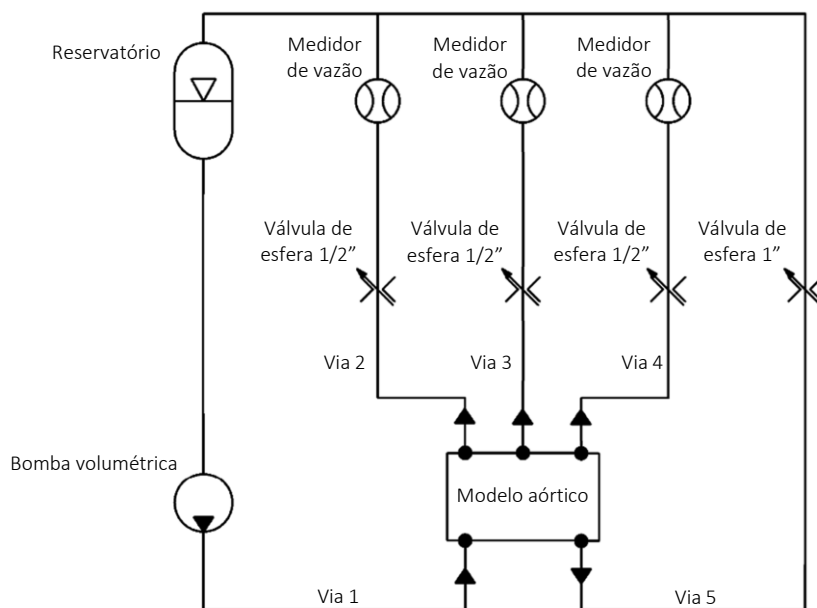 Reservatório
Medidor
de vazão
Medidor
de vazão
Medidor
de vazão
Válvula de
esfera 1/2”
Válvula de
esfera 1/2”
Válvula de
esfera 1/2”
Válvula de
esfera 1”
Via 2
Via 3
Via 4
Bomba volumétrica
Modelo aórtico
Via 1
Via 5